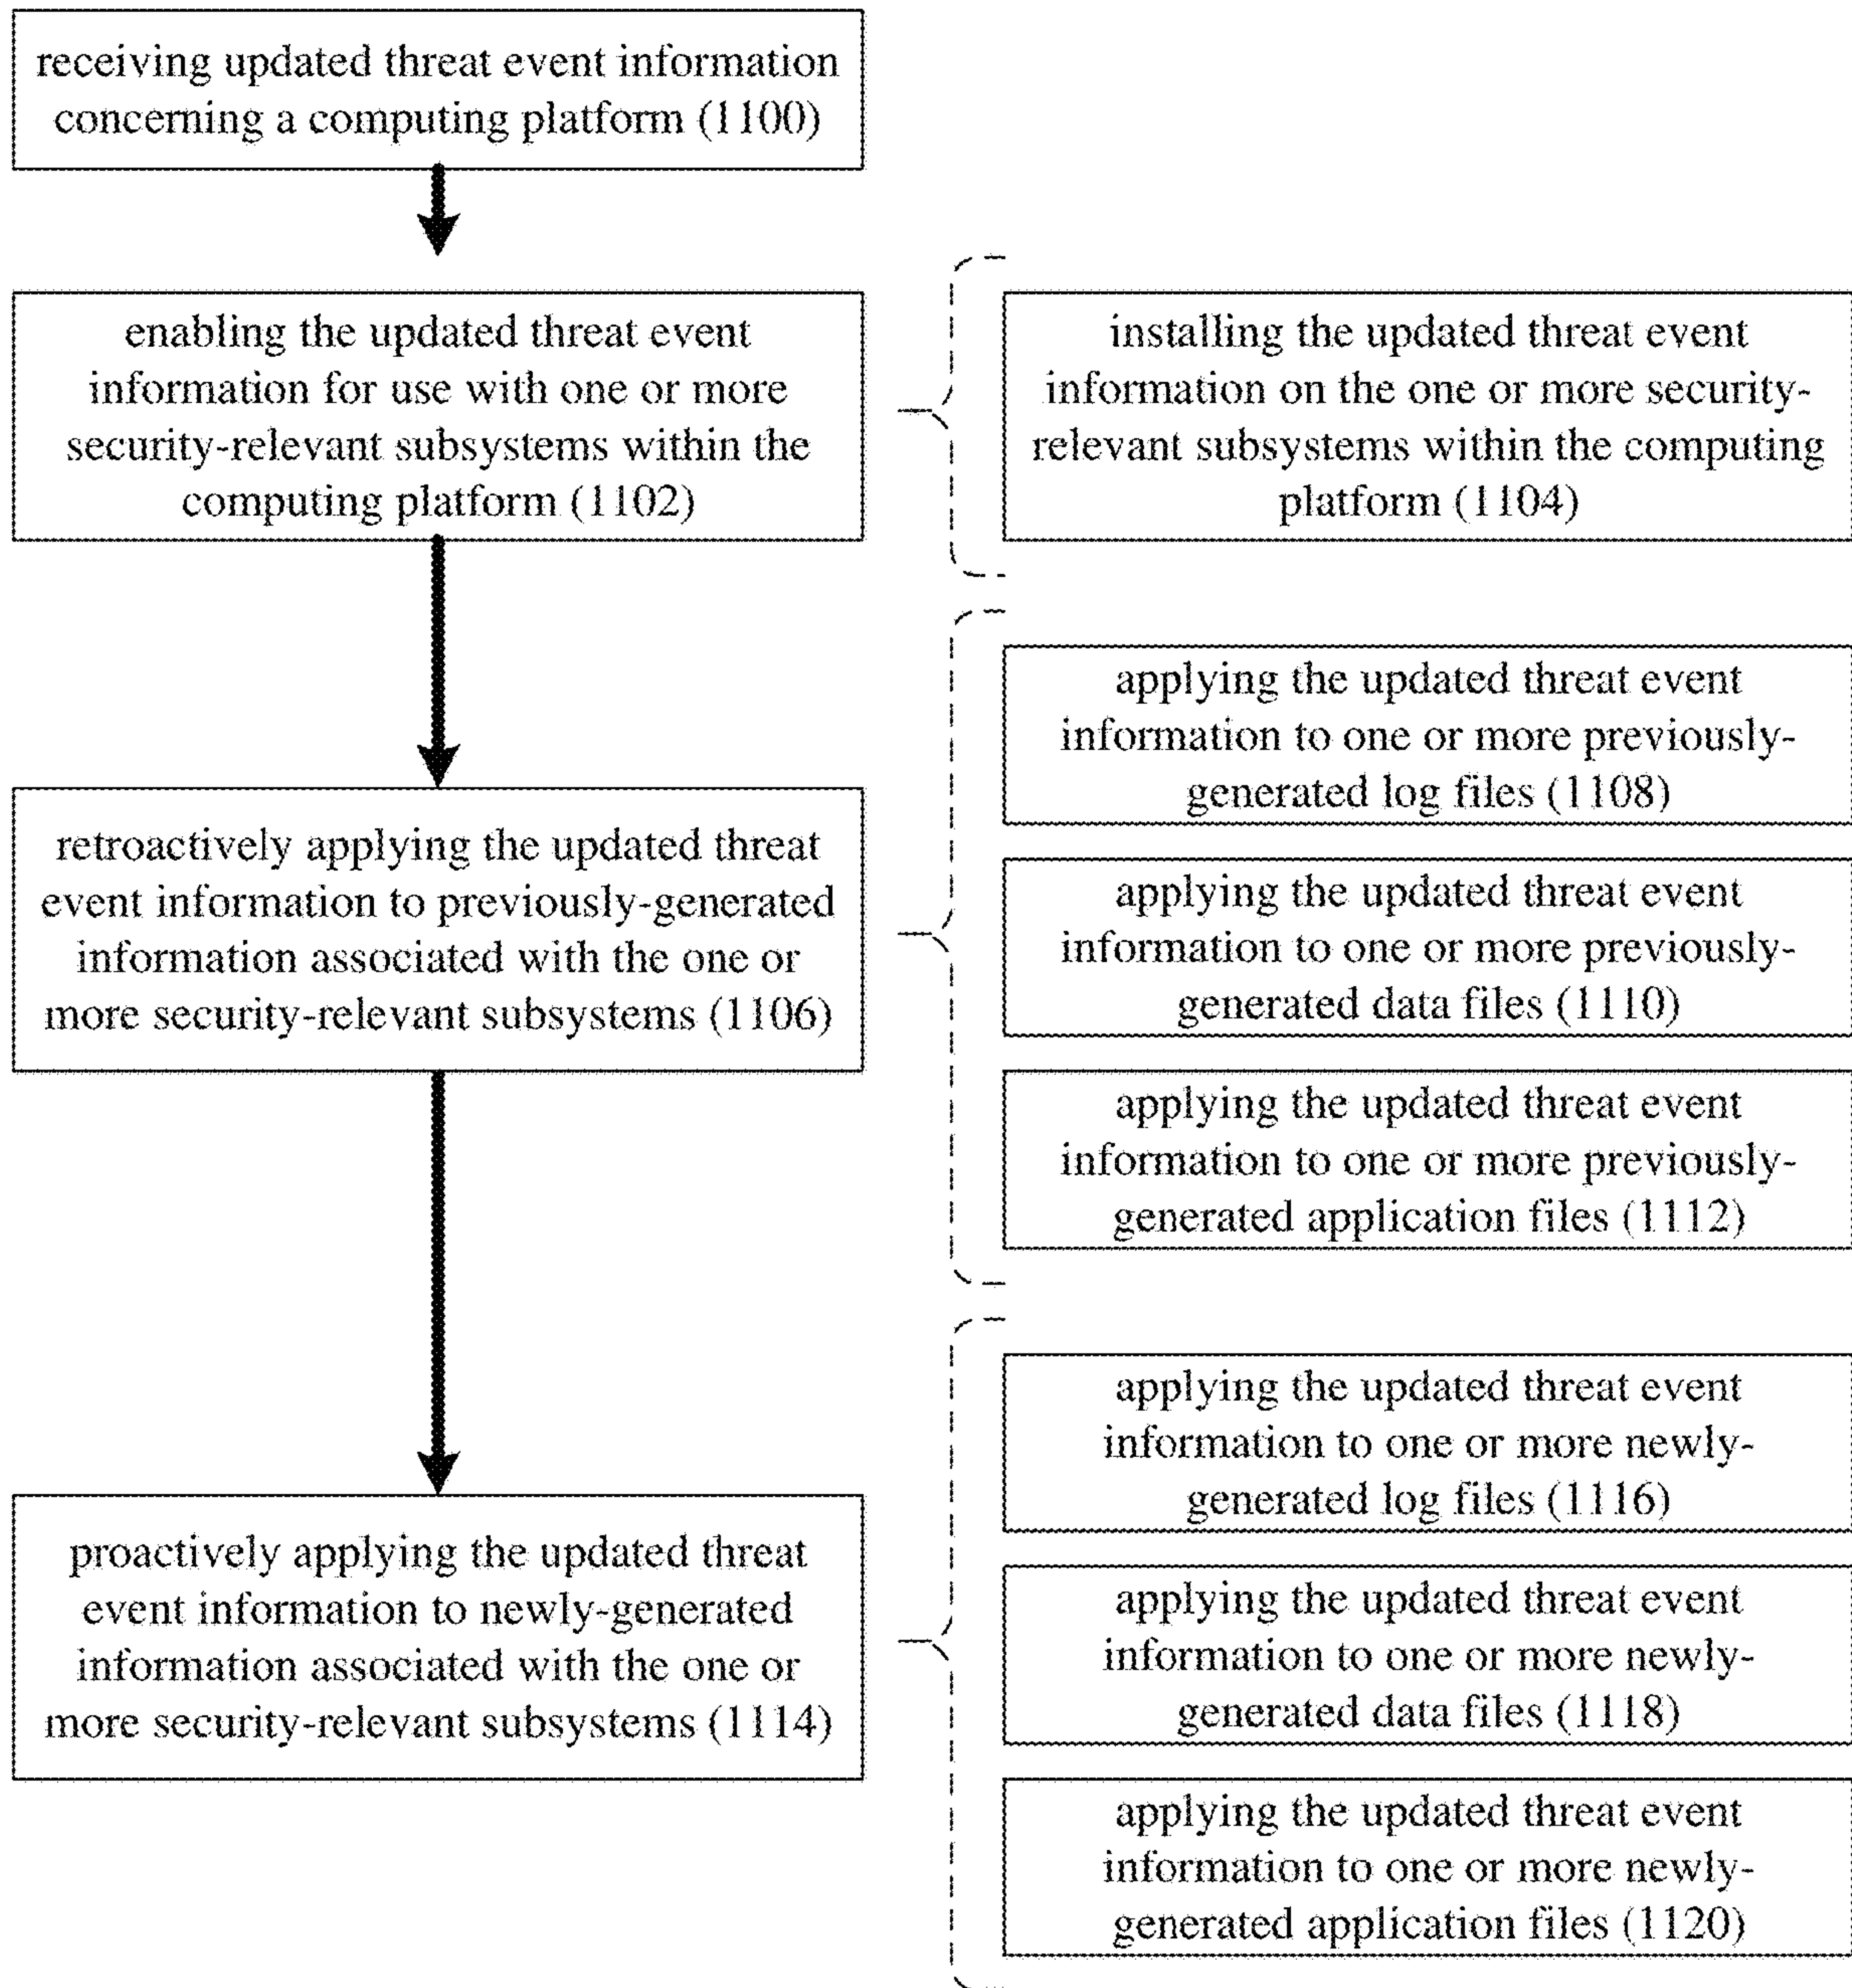 receiving updated threat event information
concerning a computing platform (1100)
enabling the updated threat event
information for use with one or more
security-relevant subsystems within the
computing platform (1102)
installing the updated threat event
information on the one or more security-
relevant subsystems within the computing
platform (1104)
retroactively applying the updated threat
event information to previously-generated
information associated with the one or
more security-relevant subsystems (1106)
applying the updated threat event
information to one or more previously-
generated log files (1108)
applying the updated threat event
information to one or more previously-
generated data files (1110)
applying the updated threat event
information to one or more previously-
generated application files (1112)
proactively applying the updated threat
event information to newly-generated
information associated with the one or
more security-relevant subsystems (1114)
applying the updated threat event
information to one or more newly-
generated log files (1116)
applying the updated threat event
information to one or more newly-
generated data files (1118)
applying the updated threat event
information to one or more newly-
generated application files (1120)